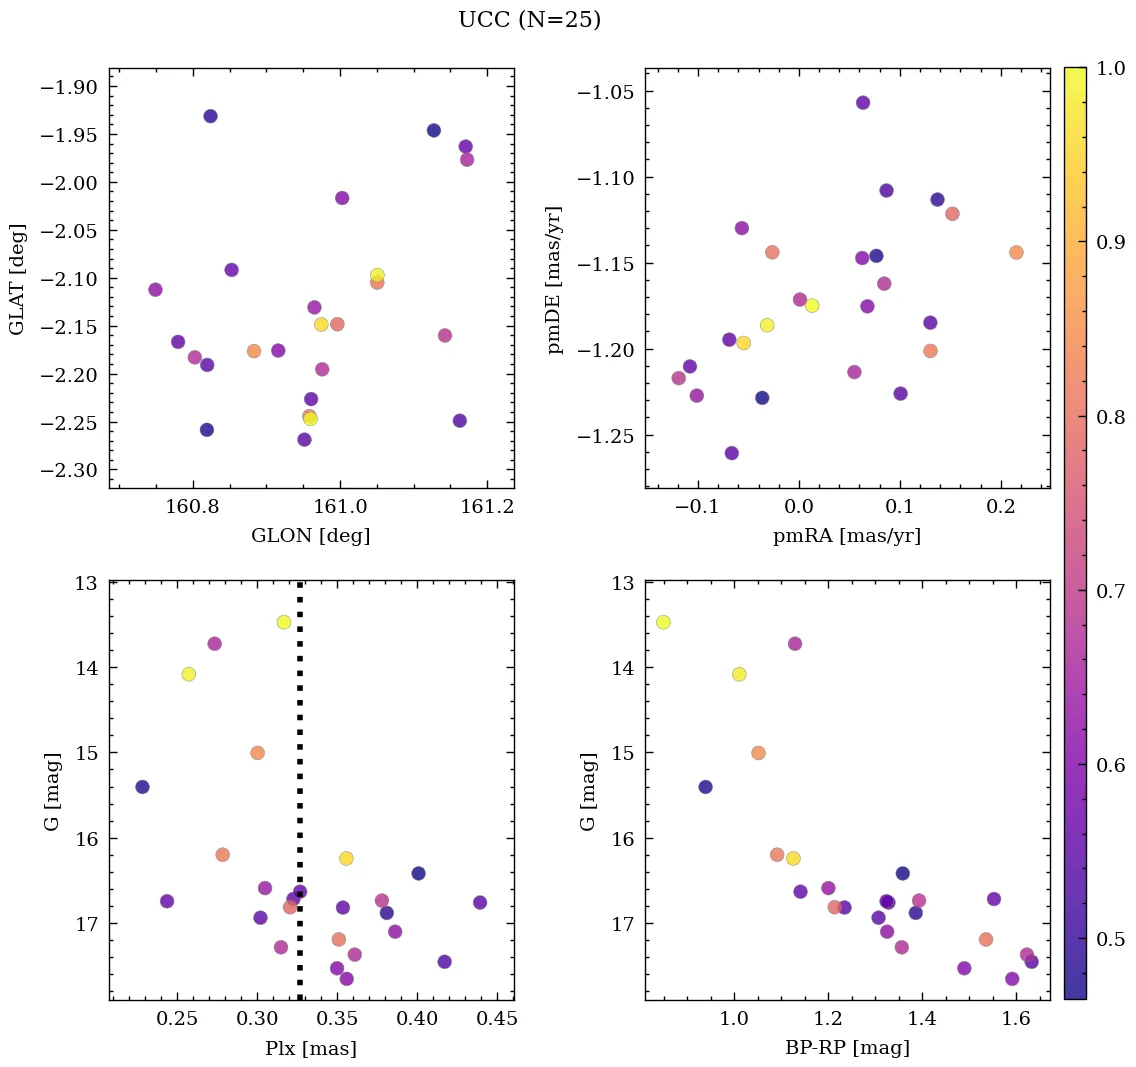 UCC (N=25)
−1.90
−1.95
−2.00
−2.05
−2.10
−2.15
−2.20
−2.25
−2.30
GLAT [deg]
160.8 161.0 161.2
GLON [deg]
−1.05
−1.10
−1.15
−1.20
−1.25
pmDE [mas/yr]
−0.1 0.0 0.1 0.2
pmRA [mas/yr]
1.0
0.9
0.8
0.7
0.6
0.5
13
14
15
16
17
G [mag]
0.25 0.30 0.35 0.40 0.45
Plx [mas]
13
14
15
16
17
G [mag]
1.0 1.2 1.4 1.6
BP-RP [mag]